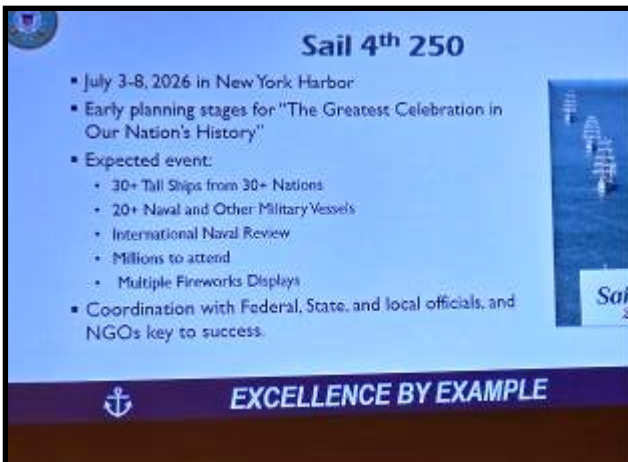 Sail 4th 250
▪ July 3-8, 2026 in New York Harbor
▪ Early planning stages for "The Greatest Celebration in
Our Nation's History"
▪ Expected event:
• 30+ Tall Ships from 30+ Nations
• 20+ Naval and Other Military Vessels
• International Naval Review
• Millions to attend
• Multiple Fireworks Displays
▪ Coordination with Federal, State, and local officials, and
NGOs key to success.
Sai
EXCELLENCE BY EXAMPLE